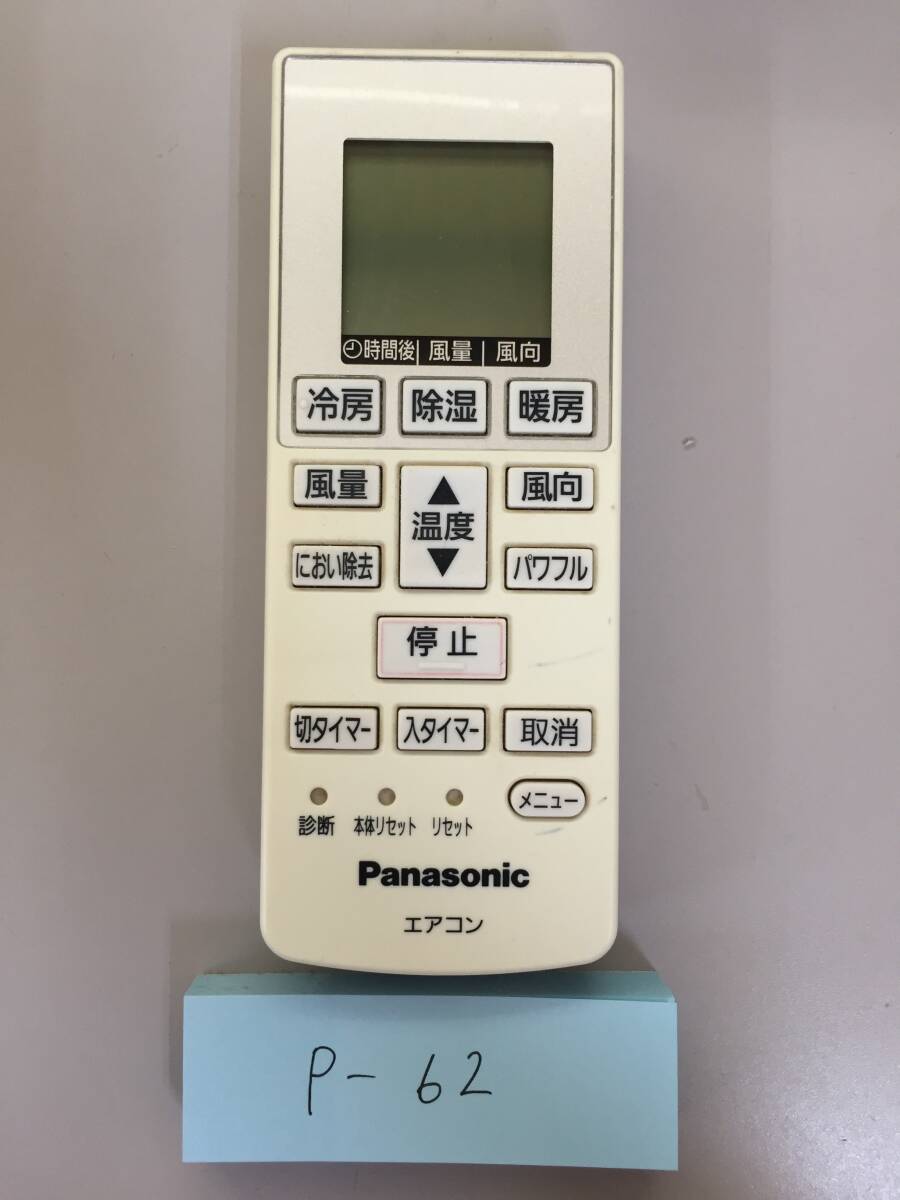 時間後 風量 風向
冷房 除湿 暖房
風量 ▲ 風向
温度
におい除去 ▼ パワフル
停止
切タイマー 入タイマー 取消
メニュー
診断 本体リセット リセット
Panasonic
エアコン
P-62